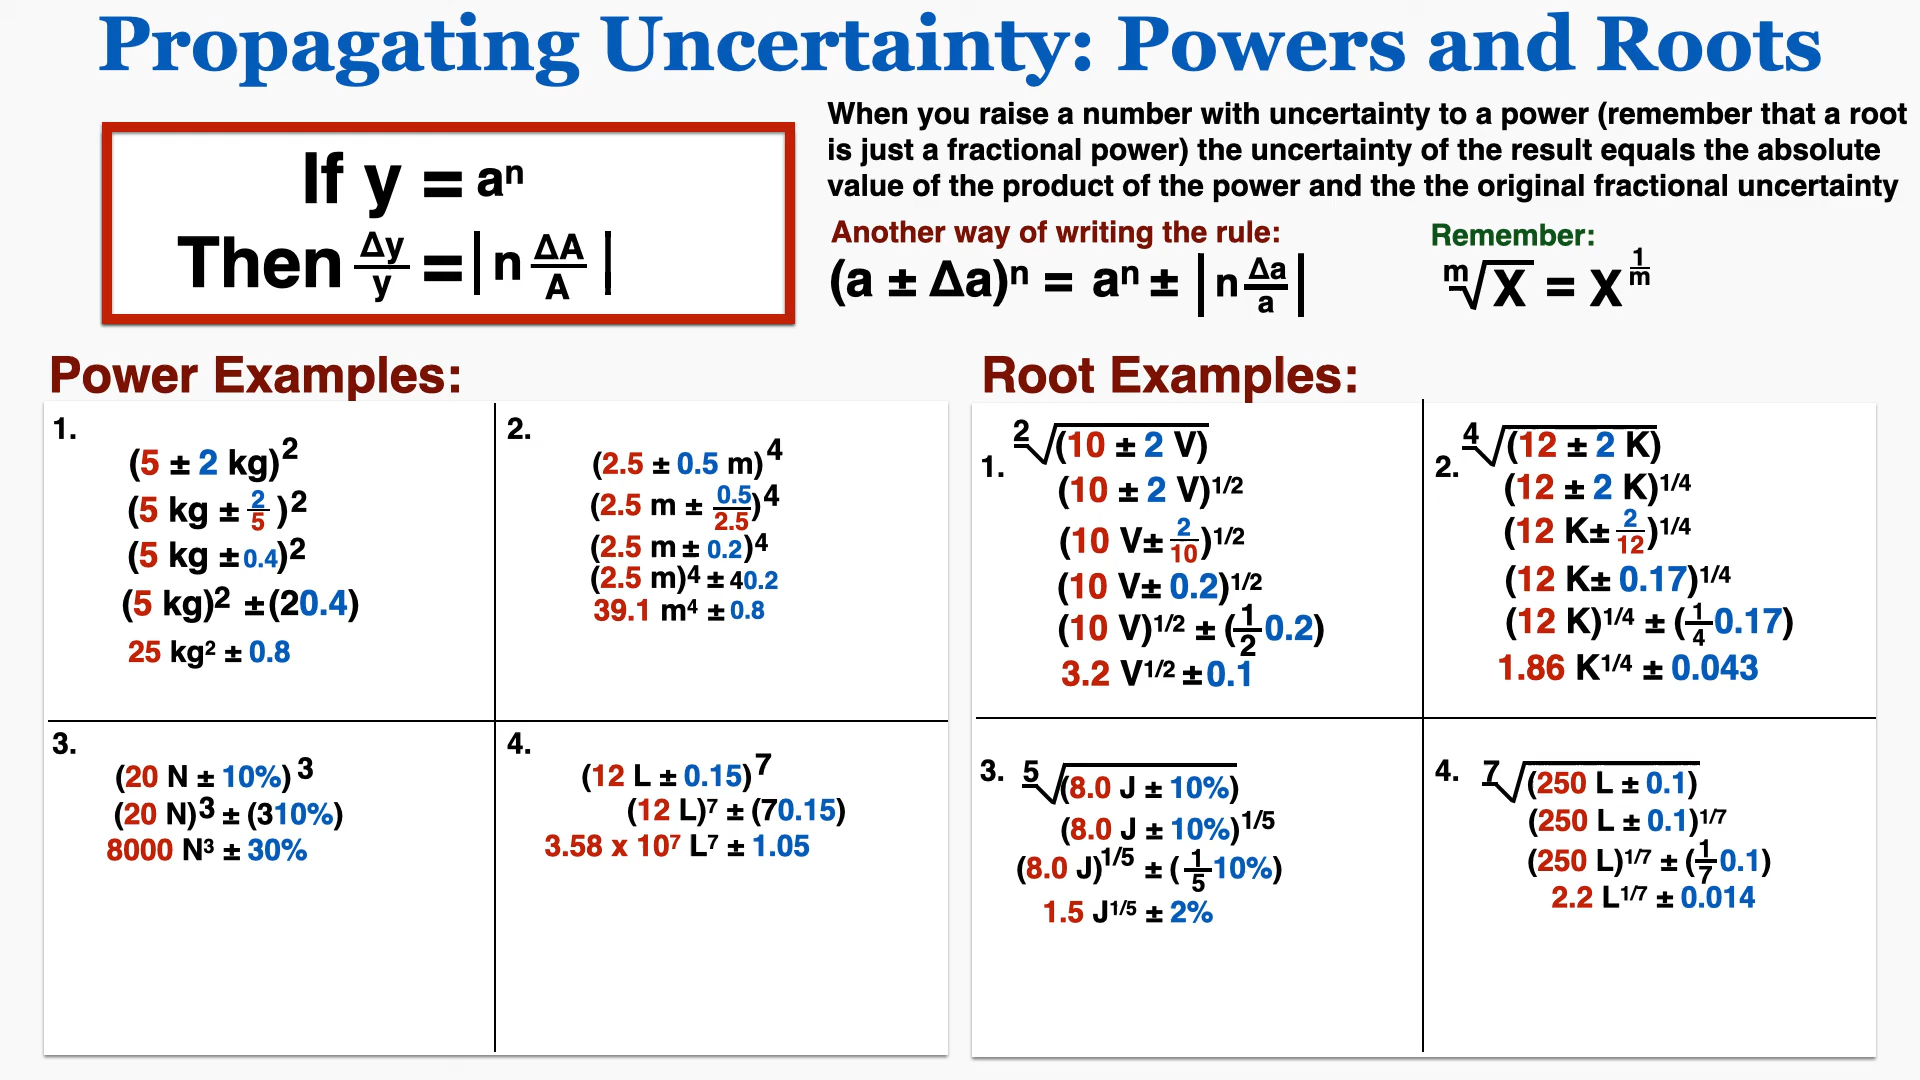 Propagating Uncertainty: Powers and Roots
If y = aⁿ
Then Δy/y = | n ΔA/A |
When you raise a number with uncertainty to a power (remember that a root
is just a fractional power) the uncertainty of the result equals the absolute
value of the product of the power and the the original fractional uncertainty
Another way of writing the rule:
(a ± Δa)ⁿ = aⁿ ± | n Δa/a |
Remember:
ᵐ√X = X^(1/m)
Power Examples:
1.
(5 ± 2 kg)²
(5 kg ± 2/5)²
(5 kg ± 0.4)²
(5 kg)² ± (20.4)
25 kg² ± 0.8
2.
(2.5 ± 0.5 m)⁴
(2.5 m ± 0.5/2.5)⁴
(2.5 m ± 0.2)⁴
(2.5 m)⁴ ± 40.2
39.1 m⁴ ± 0.8
3.
(20 N ± 10%)³
(20 N)³ ± (310%)
8000 N³ ± 30%
4.
(12 L ± 0.15)⁷
(12 L)⁷ ± (70.15)
3.58 x 10⁷ L⁷ ± 1.05
Root Examples:
1.
²√(10 ± 2 V)
(10 ± 2 V)^1/2
(10 V± 2/10)^1/2
(10 V± 0.2)^1/2
(10 V)^1/2 ± (1/2 0.2)
3.2 V^1/2 ± 0.1
2.
⁴√(12 ± 2 K)
(12 ± 2 K)^1/4
(12 K± 2/12)^1/4
(12 K± 0.17)^1/4
(12 K)^1/4 ± (1/4 0.17)
1.86 K^1/4 ± 0.043
3.
⁵√(8.0 J ± 10%)
(8.0 J ± 10%)^1/5
(8.0 J)^1/5 ± (1/5 10%)
1.5 J^1/5 ± 2%
4.
⁷√(250 L ± 0.1)
(250 L ± 0.1)^1/7
(250 L)^1/7 ± (1/7 0.1)
2.2 L^1/7 ± 0.014